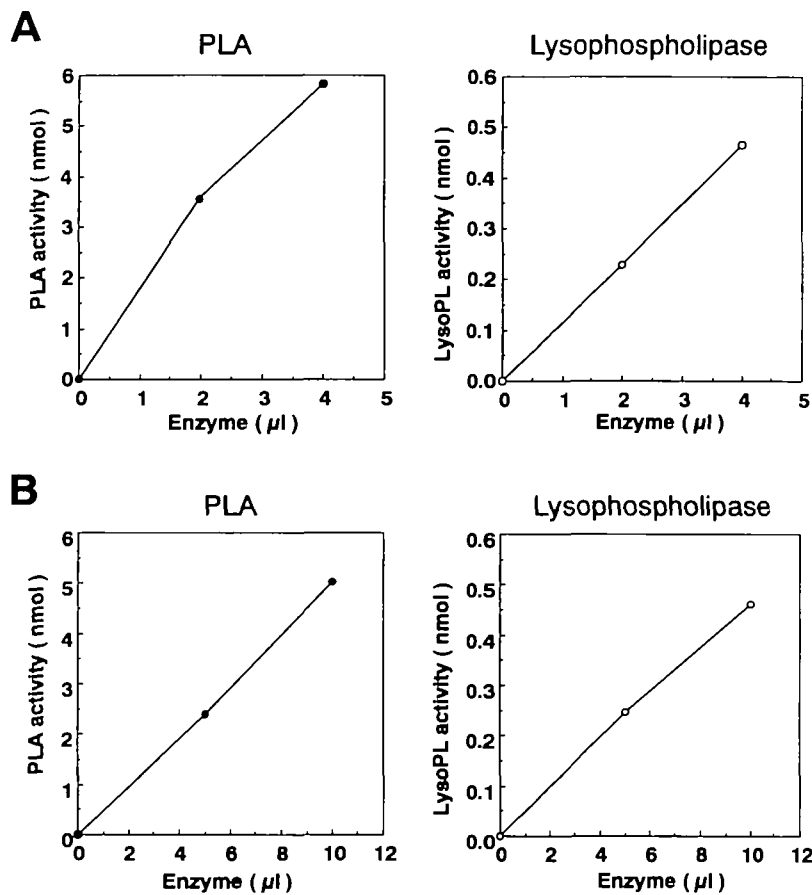 A
PLA
Lysophospholipase
6
5
4
3
2
1
0
PLA activity ( nmol )
0 1 2 3 4 5
Enzyme ( µl )
0.6
0.5
0.4
0.3
0.2
0.1
0.0
LysoPL activity ( nmol )
0 1 2 3 4 5
Enzyme ( µl )
B
PLA
Lysophospholipase
6
5
4
3
2
1
0
PLA activity ( nmol )
0 2 4 6 8 10 12
Enzyme ( µl )
0.6
0.5
0.4
0.3
0.2
0.1
0.0
LysoPL activity ( nmol )
0 2 4 6 8 10 12
Enzyme ( µl )